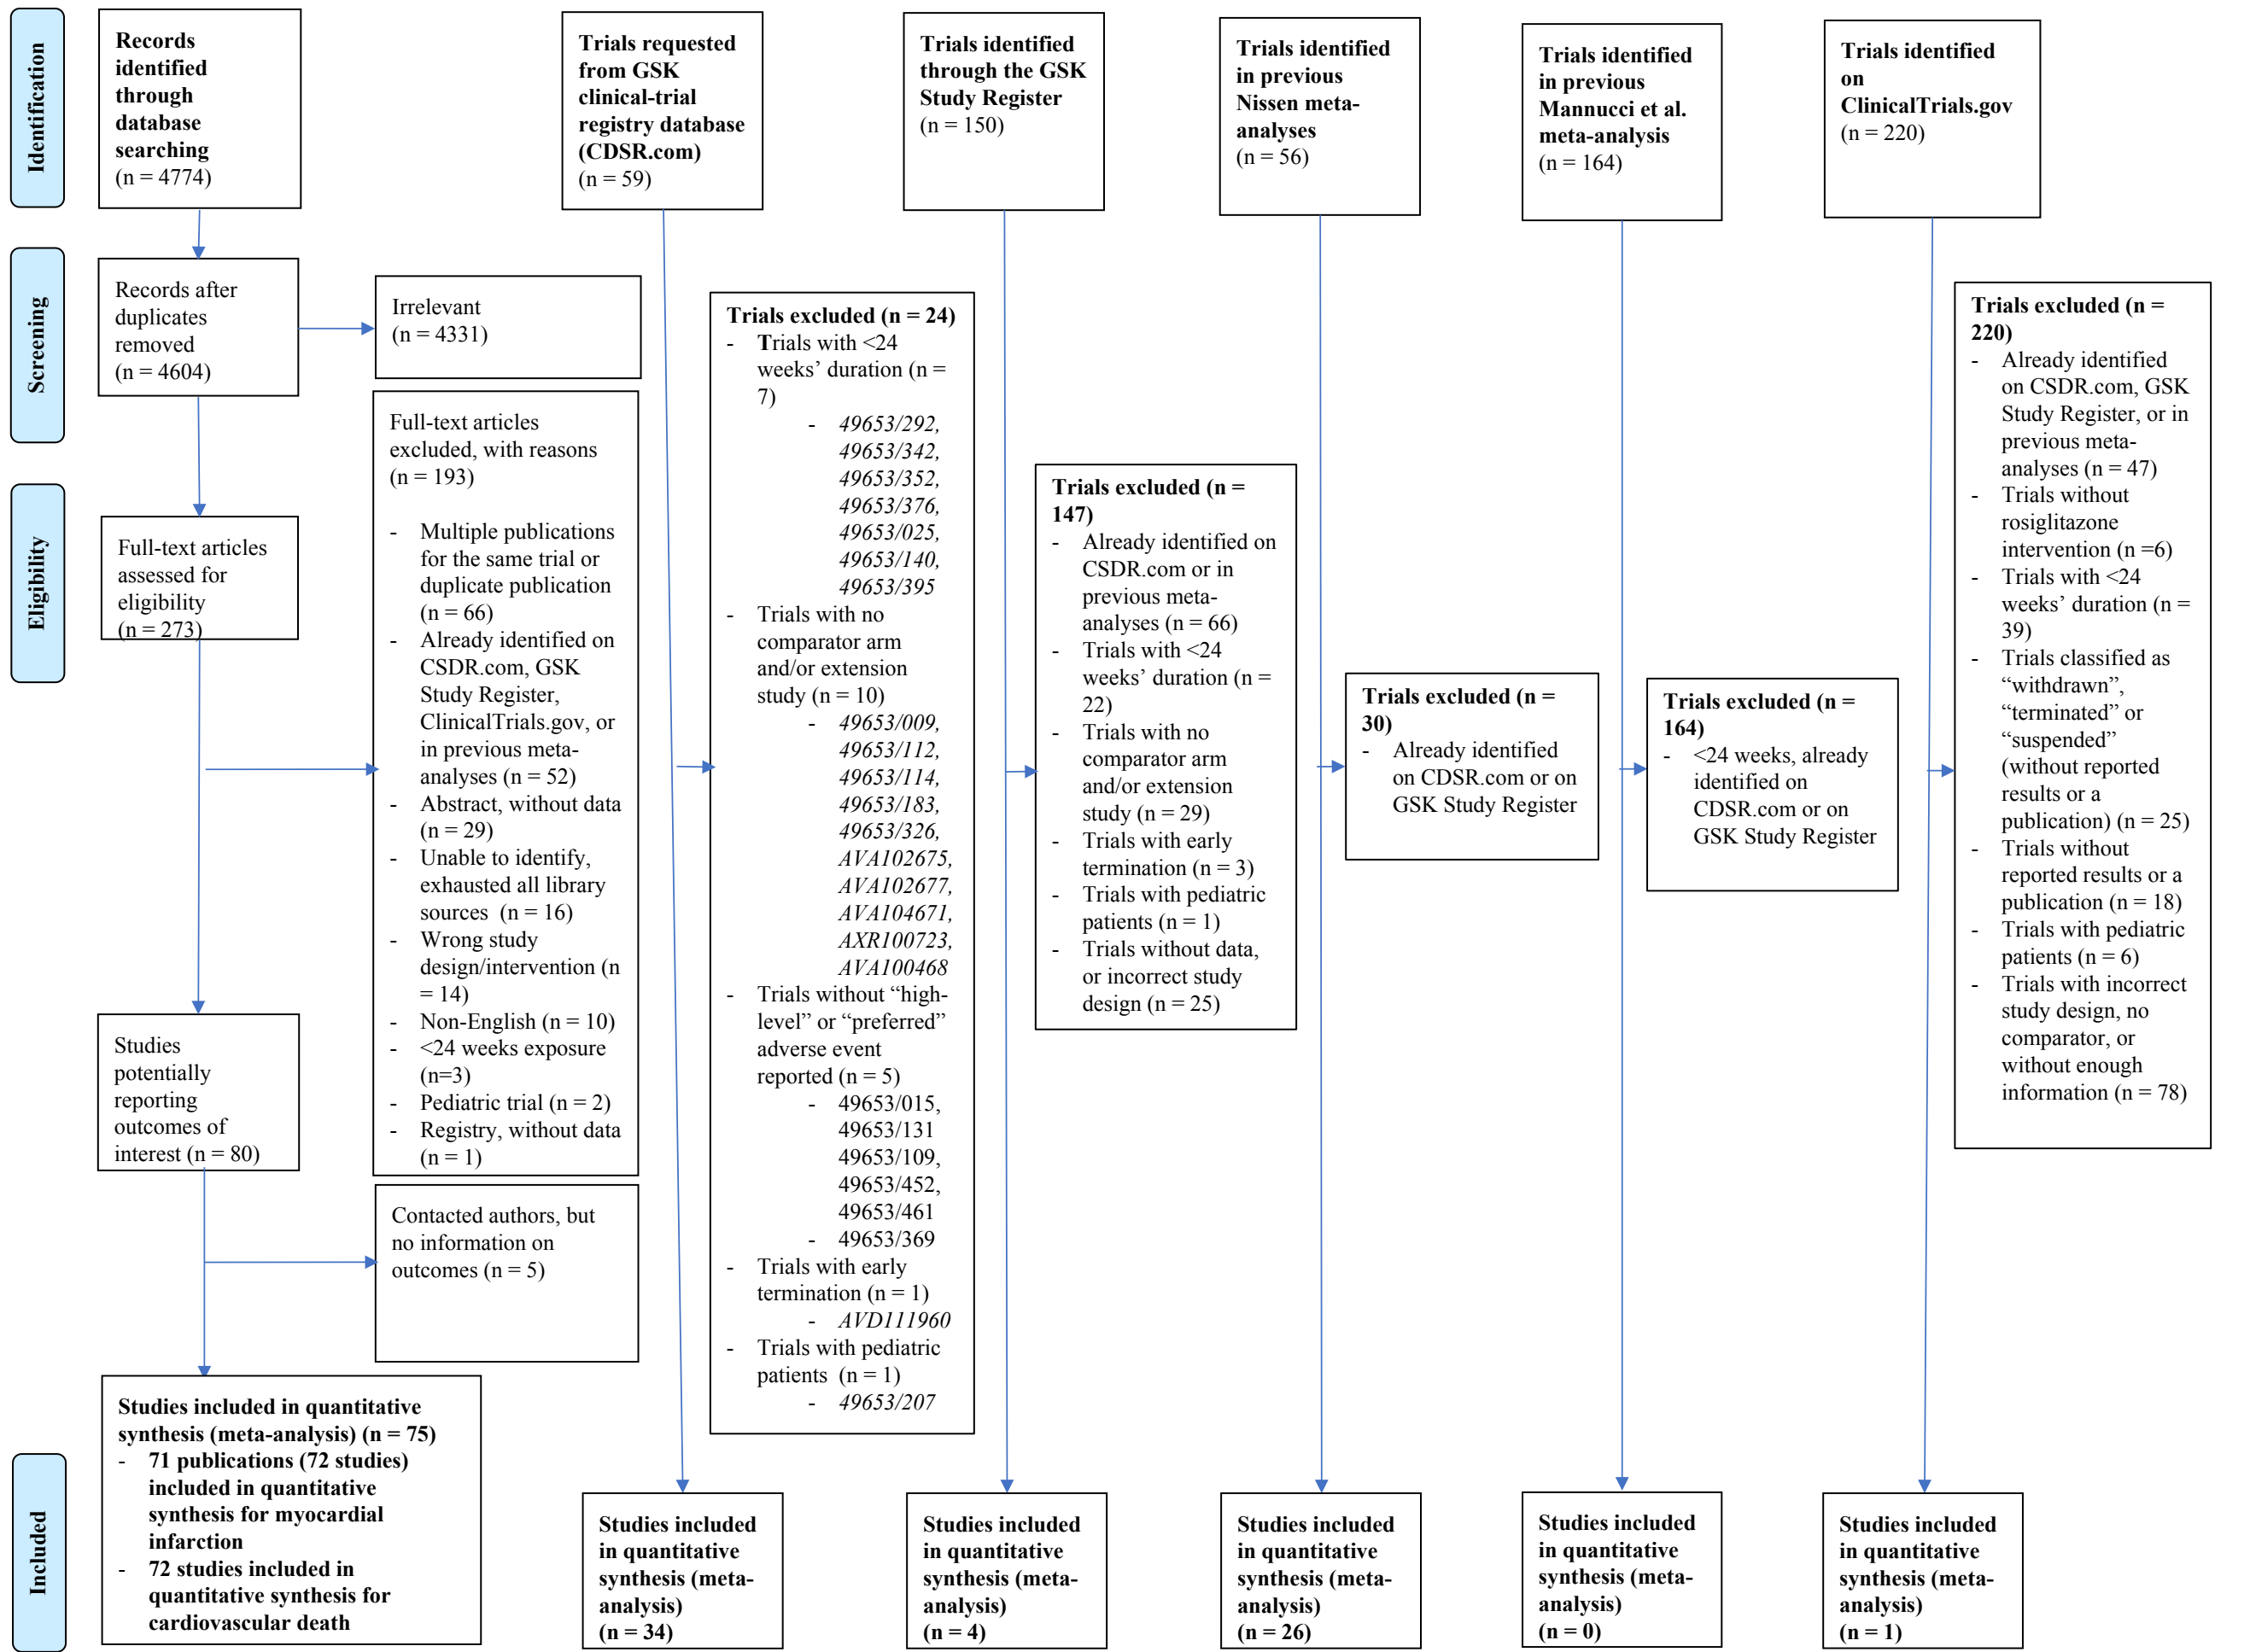 Identification
Records
identified
through
database
searching
(n = 4774)
Trials requested
from GSK
clinical-trial
registry database
(CDSR.com)
(n = 59)
Trials identified
through the GSK
Study Register
(n = 150)
Trials identified
in previous
Nissen meta-
analyses
(n = 56)
Trials identified
in previous
Mannucci et al.
meta-analysis
(n = 164)
Trials identified
on
ClinicalTrials.gov
(n = 220)
Screening
Records after
duplicates
removed
(n = 4604)
Irrelevant
(n = 4331)
Eligibility
Full-text articles
assessed for
eligibility
(n = 273)
Full-text articles
excluded, with reasons
(n = 193)
- Multiple publications
for the same trial or
duplicate publication
(n = 66)
- Already identified on
CSDR.com, GSK
Study Register,
ClinicalTrials.gov, or
in previous meta-
analyses (n = 52)
- Abstract, without data
(n = 29)
- Unable to identify,
exhausted all library
sources (n = 16)
- Wrong study
design/intervention (n
= 14)
- Non-English (n = 10)
- <24 weeks exposure
(n=3)
- Pediatric trial (n = 2)
- Registry, without data
(n = 1)
Studies
potentially
reporting
outcomes of
interest (n = 80)
Contacted authors, but
no information on
outcomes (n = 5)
Trials excluded (n = 24)
- Trials with <24
weeks’ duration (n =
7)
- 49653/292,
49653/342,
49653/352,
49653/376,
49653/025,
49653/140,
49653/395
- Trials with no
comparator arm
and/or extension
study (n = 10)
- 49653/009,
49653/112,
49653/114,
49653/183,
49653/326,
AVA102675,
AVA102677,
AVA104671,
AXR100723,
AVA100468
- Trials without “high-
level” or “preferred”
adverse event
reported (n = 5)
- 49653/015,
49653/131
49653/109,
49653/452,
49653/461
- 49653/369
- Trials with early
termination (n = 1)
- AVD111960
- Trials with pediatric
patients (n = 1)
- 49653/207
Trials excluded (n =
147)
- Already identified on
CSDR.com or in
previous meta-
analyses (n = 66)
- Trials with <24
weeks’ duration (n =
22)
- Trials with no
comparator arm
and/or extension
study (n = 29)
- Trials with early
termination (n = 3)
- Trials with pediatric
patients (n = 1)
- Trials without data,
or incorrect study
design (n = 25)
Trials excluded (n =
30)
- Already identified
on CDSR.com or on
GSK Study Register
Trials excluded (n =
164)
- <24 weeks, already
identified on
CDSR.com or on
GSK Study Register
Trials excluded (n =
220)
- Already identified
on CSDR.com, GSK
Study Register, or in
previous meta-
analyses (n = 47)
- Trials without
rosiglitazone
intervention (n =6)
- Trials with <24
weeks’ duration (n =
39)
- Trials classified as
“withdrawn”,
“terminated” or
“suspended”
(without reported
results or a
publication) (n = 25)
- Trials without
reported results or a
publication (n = 18)
- Trials with pediatric
patients (n = 6)
- Trials with incorrect
study design, no
comparator, or
without enough
information (n = 78)
Included
Studies included in quantitative
synthesis (meta-analysis) (n = 75)
- 71 publications (72 studies)
included in quantitative
synthesis for myocardial
infarction
- 72 studies included in
quantitative synthesis for
cardiovascular death
Studies included
in quantitative
synthesis (meta-
analysis)
(n = 34)
Studies included
in quantitative
synthesis (meta-
analysis)
(n = 4)
Studies included
in quantitative
synthesis (meta-
analysis)
(n = 26)
Studies included
in quantitative
synthesis (meta-
analysis)
(n = 0)
Studies included
in quantitative
synthesis (meta-
analysis)
(n = 1)